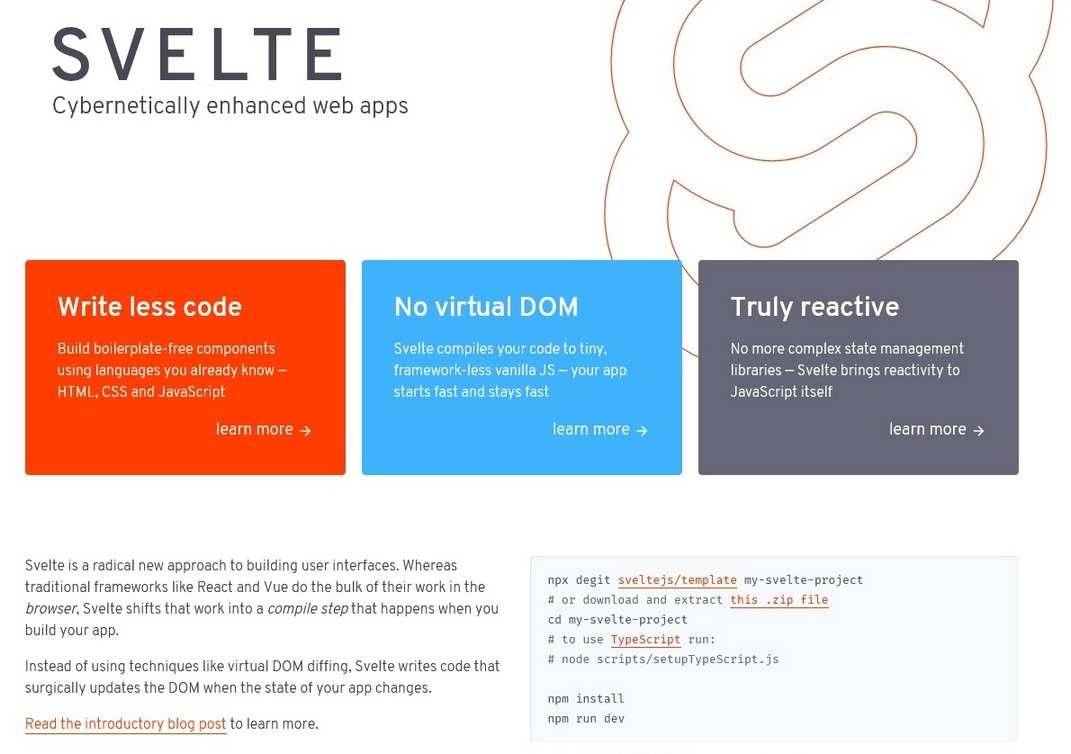 SVELTE
Cybernetically enhanced web apps
Write less code
Build boilerplate-free components
using languages you already know —
HTML, CSS and JavaScript
learn more →
No virtual DOM
Svelte compiles your code to tiny,
framework-less vanilla JS — your app
starts fast and stays fast
learn more →
Truly reactive
No more complex state management
libraries — Svelte brings reactivity to
JavaScript itself
learn more →
Svelte is a radical new approach to building user interfaces. Whereas
traditional frameworks like React and Vue do the bulk of their work in the
browser, Svelte shifts that work into a compile step that happens when you
build your app.
Instead of using techniques like virtual DOM diffing, Svelte writes code that
surgically updates the DOM when the state of your app changes.
Read the introductory blog post to learn more.
npx degit sveltejs/template my-svelte-project
# or download and extract this .zip file
cd my-svelte-project
# to use TypeScript run:
# node scripts/setupTypeScript.js
npm install
npm run dev